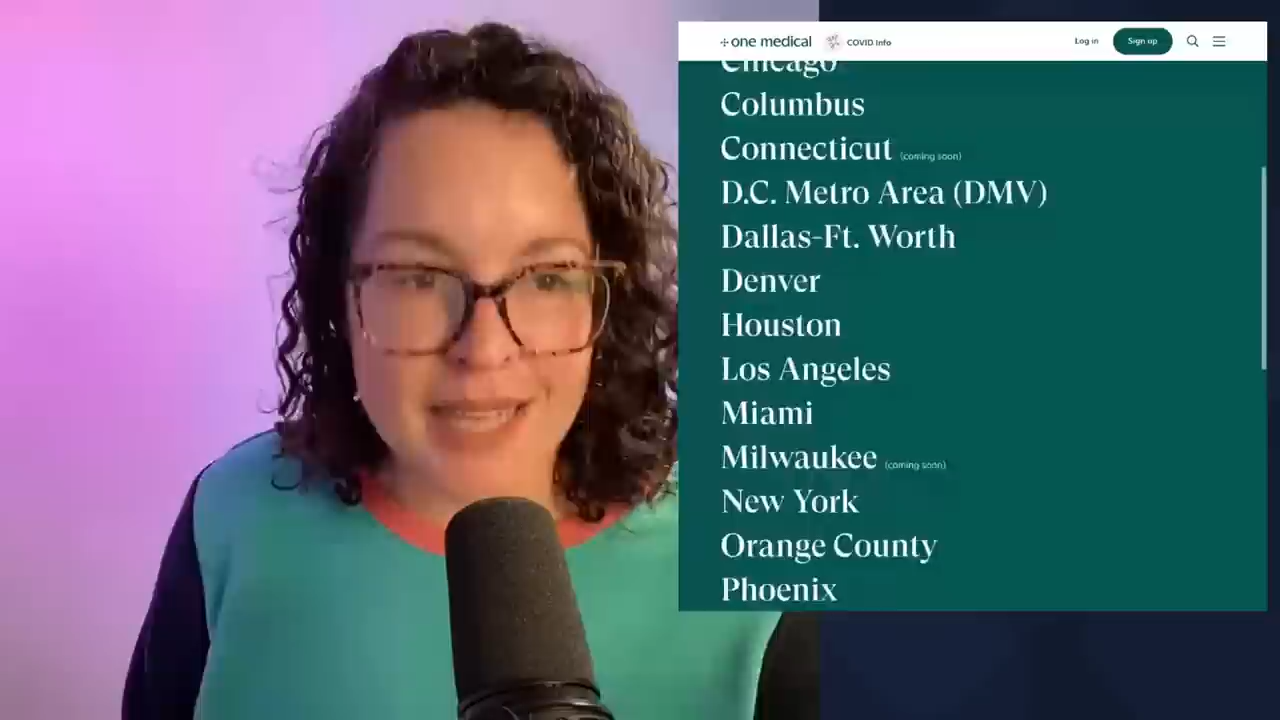 one medical COVID Info Log in Sign up
Chicago
Columbus
Connecticut (coming soon)
D.C. Metro Area (DMV)
Dallas-Ft. Worth
Denver
Houston
Los Angeles
Miami
Milwaukee (coming soon)
New York
Orange County
Phoenix